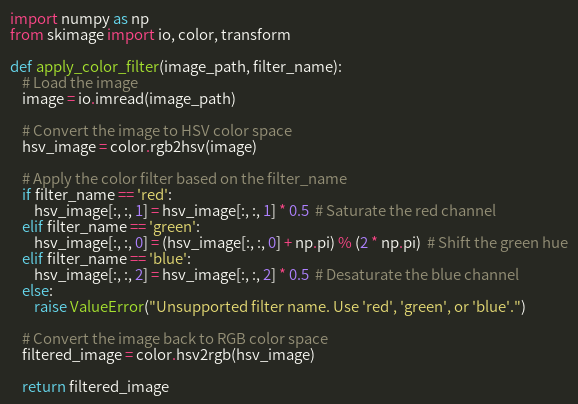 import numpy as np
from skimage import io, color, transform

def apply_color_filter(image_path, filter_name):
    # Load the image
    image = io.imread(image_path)

    # Convert the image to HSV color space
    hsv_image = color.rgb2hsv(image)

    # Apply the color filter based on the filter_name
    if filter_name == 'red':
        hsv_image[:, :, 1] = hsv_image[:, :, 1] * 0.5  # Saturate the red channel
    elif filter_name == 'green':
        hsv_image[:, :, 0] = (hsv_image[:, :, 0] + np.pi) % (2 * np.pi)  # Shift the green hue
    elif filter_name == 'blue':
        hsv_image[:, :, 2] = hsv_image[:, :, 2] * 0.5  # Desaturate the blue channel
    else:
        raise ValueError("Unsupported filter name. Use 'red', 'green', or 'blue'.")

    # Convert the image back to RGB color space
    filtered_image = color.hsv2rgb(hsv_image)

    return filtered_image